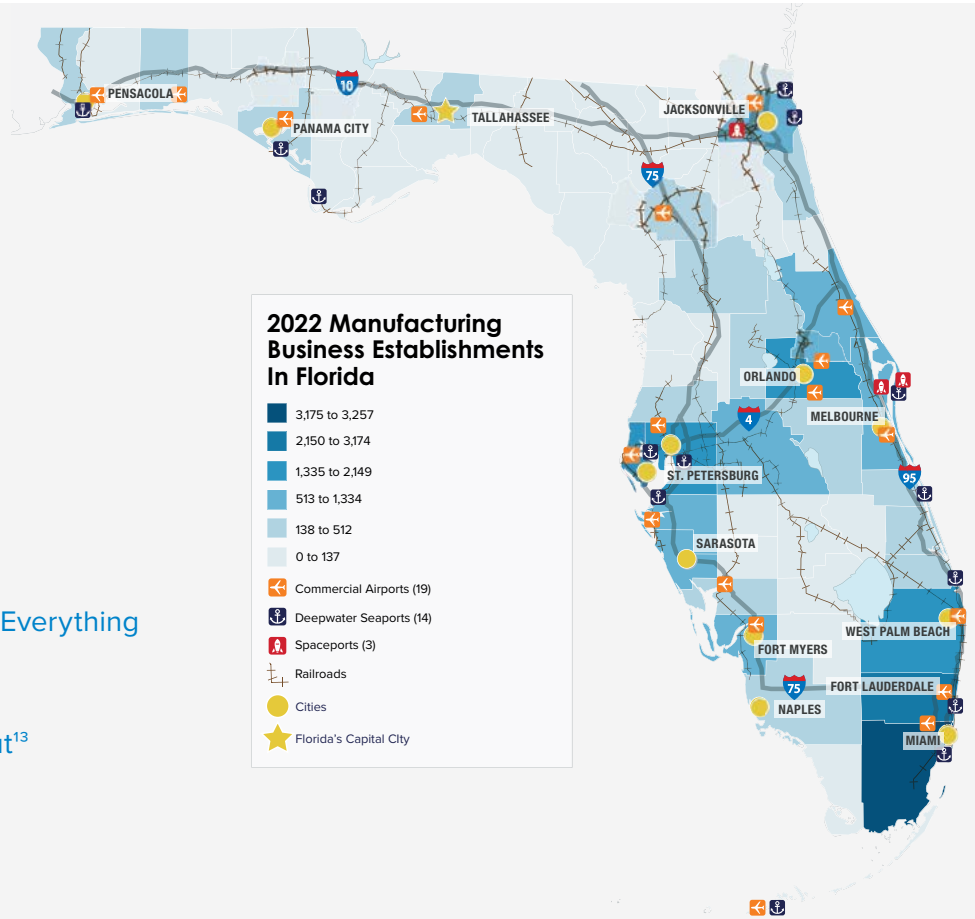 PENSACOLA
10
PANAMA CITY
TALLAHASSEE
JACKSONVILLE
75
2022 Manufacturing
Business Establishments
In Florida
3,175 to 3,257
2,150 to 3,174
1,335 to 2,149
513 to 1,334
138 to 512
0 to 137
Commercial Airports (19)
Deepwater Seaports (14)
Spaceports (3)
Railroads
Cities
Florida's Capital CIty
ORLANDO
MELBOURNE
4
ST. PETERSBURG
95
SARASOTA
WEST PALM BEACH
FORT MYERS
FORT LAUDERDALE
75
NAPLES
MIAMI
Everything
t¹³